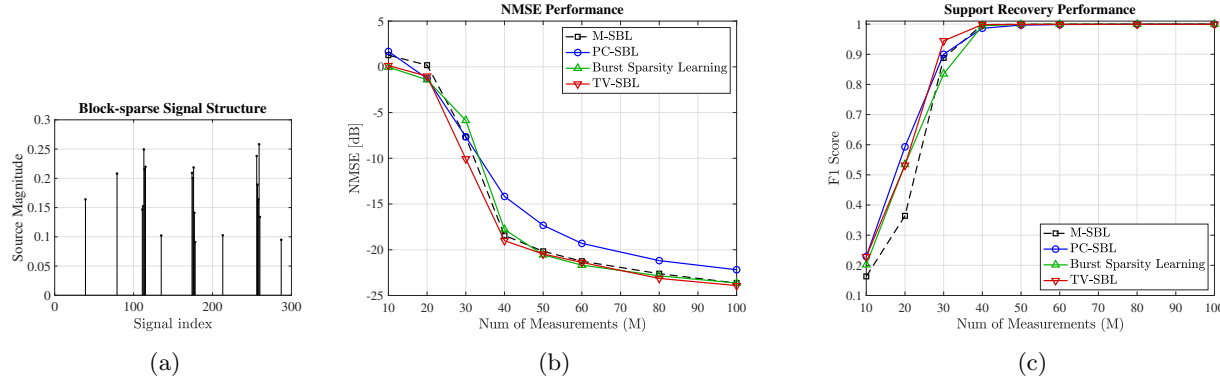 Block-sparse Signal Structure
Source Magnitude
0.3
0.25
0.2
0.15
0.1
0.05
0
0 100 200 300
Signal index
(a)
NMSE Performance
NMSE [dB]
5
0
-5
-10
-15
-20
-25
10 20 30 40 50 60 70 80 90 100
Num of Measurements (M)
M-SBL
PC-SBL
Burst Sparsity Learning
TV-SBL
(b)
Support Recovery Performance
F1 Score
1
0.9
0.8
0.7
0.6
0.5
0.4
0.3
0.2
0.1
10 20 30 40 50 60 70 80 90 100
Num of Measurements (M)
M-SBL
PC-SBL
Burst Sparsity Learning
TV-SBL
(c)